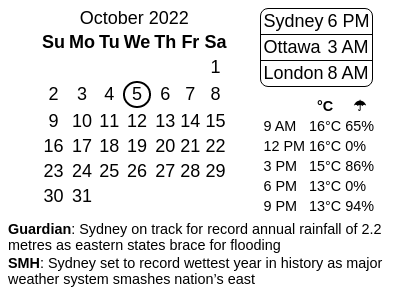 October 2022
Su Mo Tu We Th Fr Sa
1
2 3 4 5 6 7 8
9 10 11 12 13 14 15
16 17 18 19 20 21 22
23 24 25 26 27 28 29
30 31
Sydney 6 PM
Ottawa 3 AM
London 8 AM
°C ☂
9 AM 16°C 65%
12 PM 16°C 0%
3 PM 15°C 86%
6 PM 13°C 0%
9 PM 13°C 94%
Guardian: Sydney on track for record annual rainfall of 2.2
metres as eastern states brace for flooding
SMH: Sydney set to record wettest year in history as major
weather system smashes nation’s east